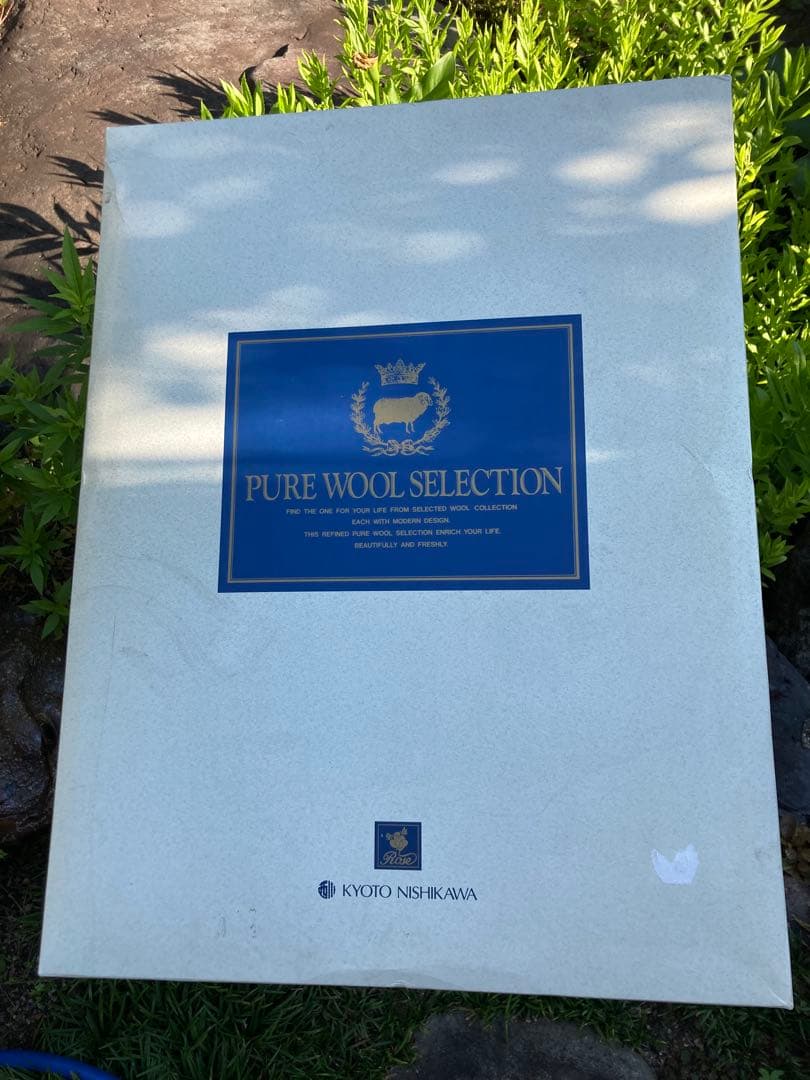 PURE WOOL SELECTION
FIND THE ONE FOR YOUR LIFE FROM SELECTED WOOL COLLECTION
EACH WITH MODERN DESIGN.
THIS REFINED PURE WOOL SELECTION ENRICH YOUR LIFE.
BEAUTIFULLY AND FRESHLY.
Rose
KYOTO NISHIKAWA